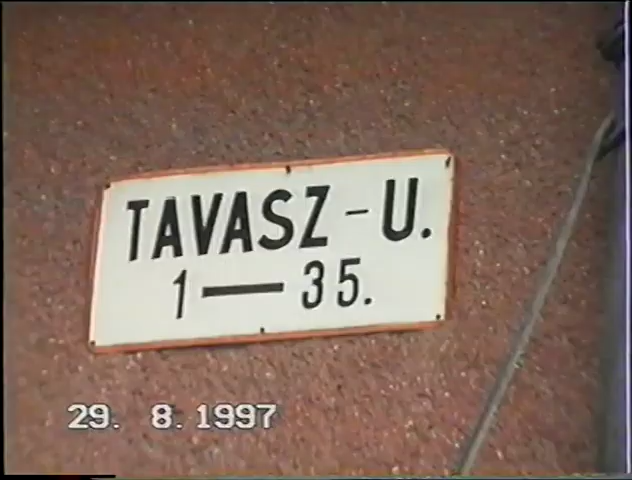 TAVASZ - U.
1 — 35.
29. 8. 1997